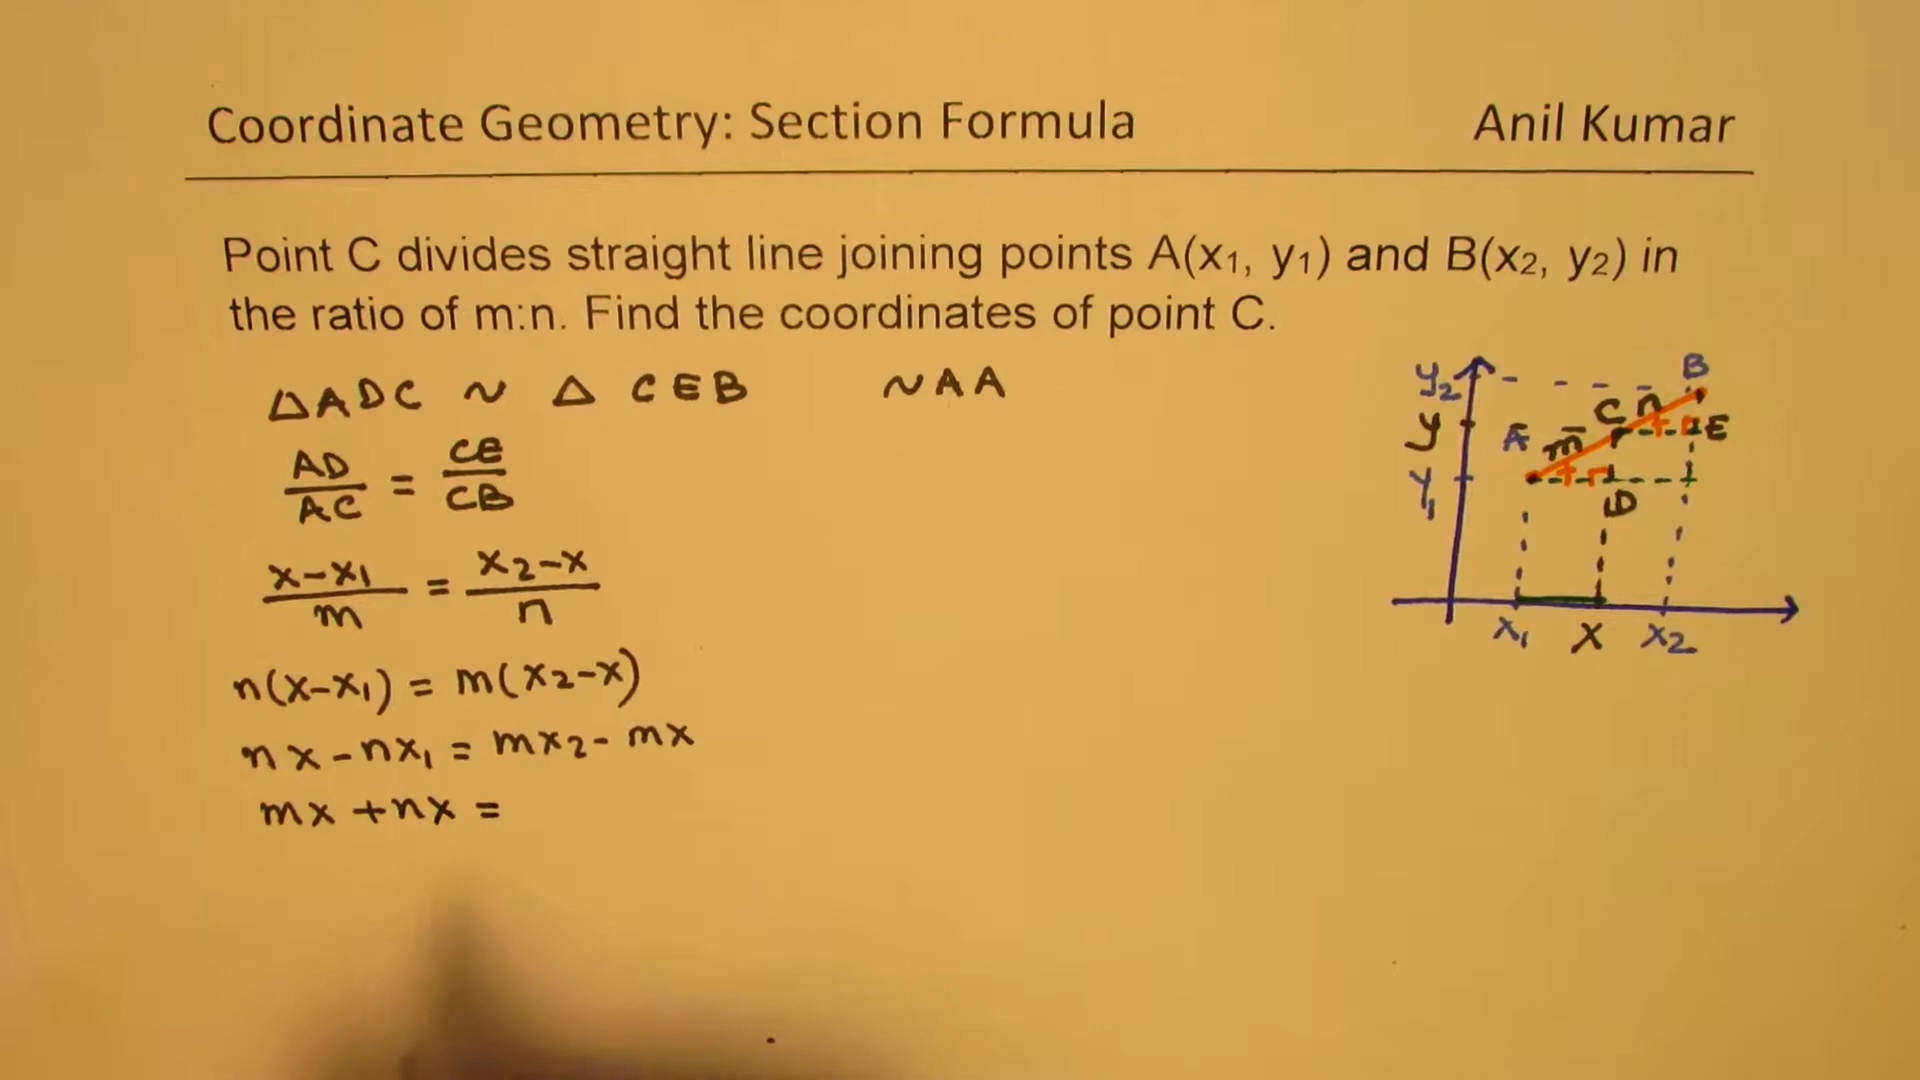 Coordinate Geometry: Section Formula Anil Kumar
Point C divides straight line joining points A(x₁, y₁) and B(x₂, y₂) in
the ratio of m:n. Find the coordinates of point C.
△ADC ~ △ CEB ~AA
AD/AC = CE/CB
x-x₁/m = x₂-x/n
n(x-x₁) = m(x₂-x)
nx-nx₁ = mx₂-mx
mx+nx =
y₂ B
y C n
A m E
y₁
D
x₁ x x₂